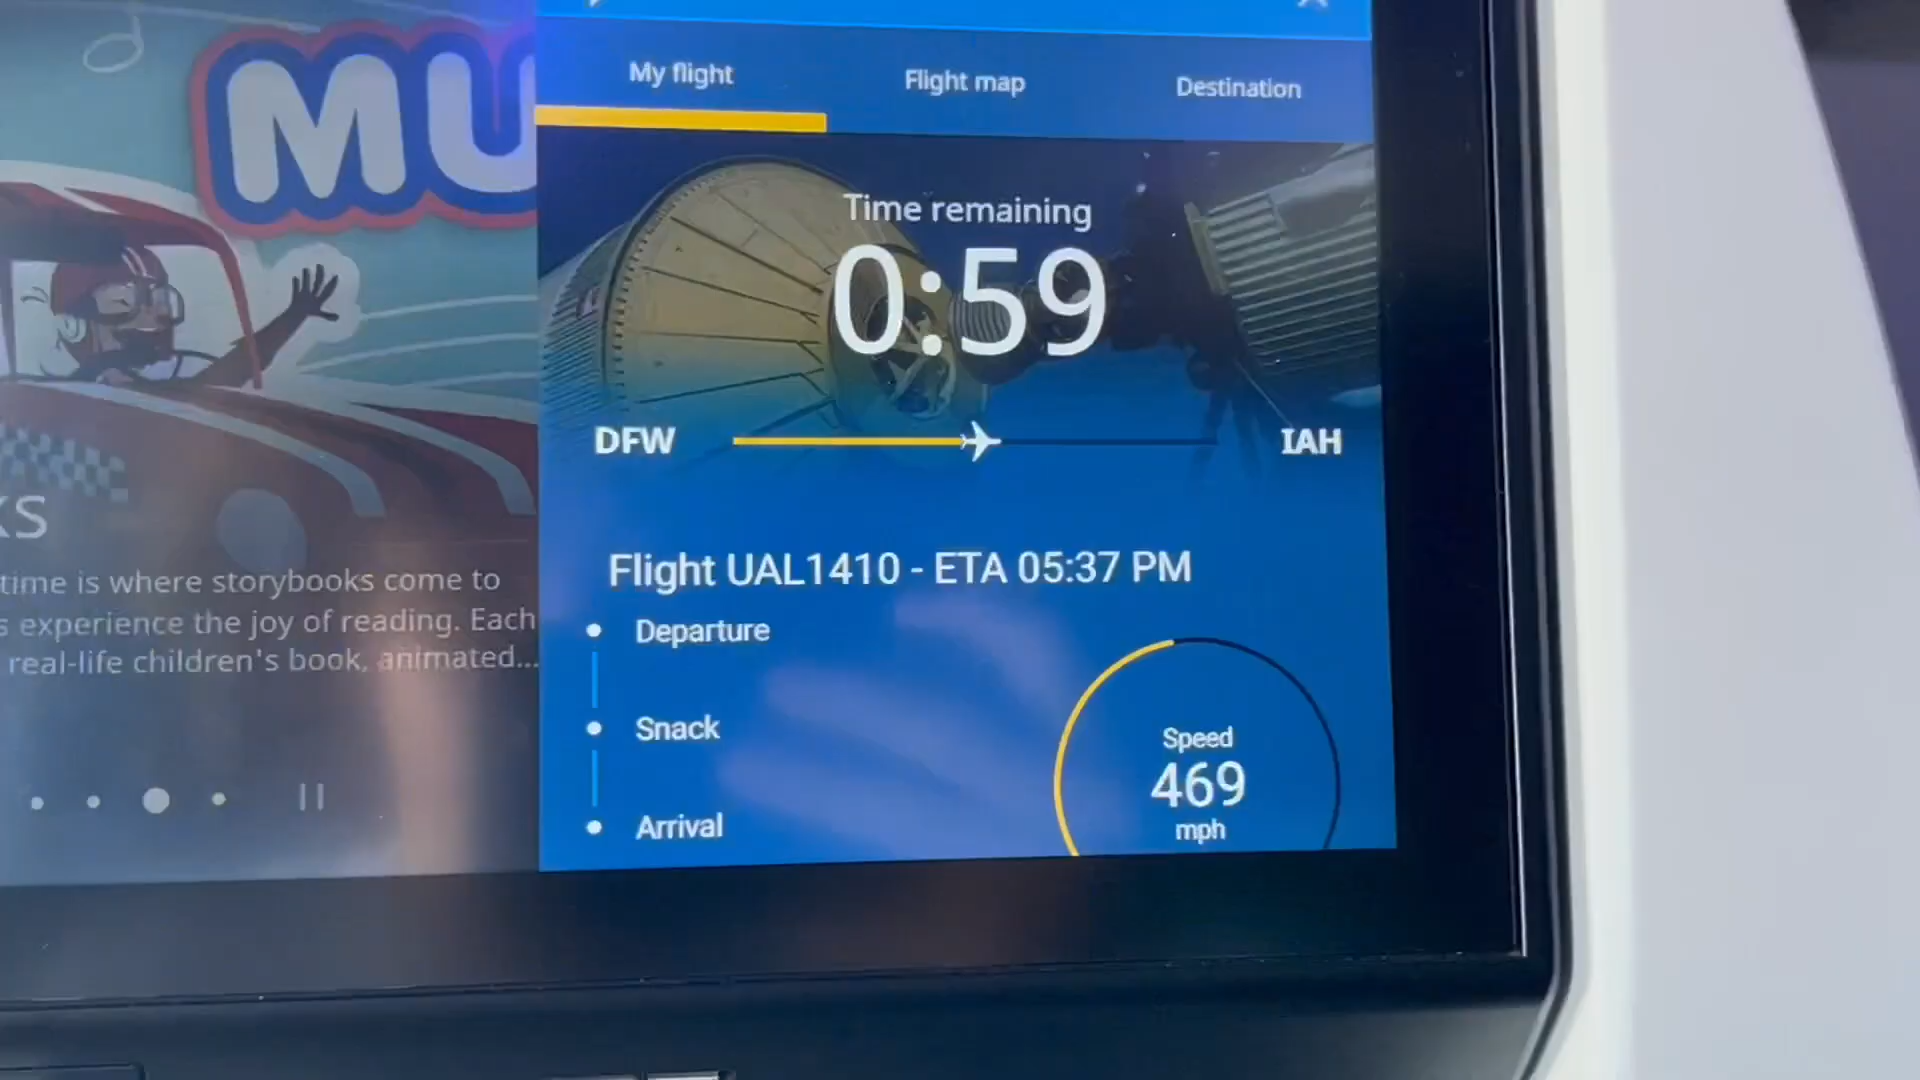 MU
KS
time is where storybooks come to
s experience the joy of reading. Each
real-life children's book, animated...
My flight
Flight map
Destination
Time remaining
0:59
DFW
IAH
Flight UAL1410 - ETA 05:37 PM
Departure
Snack
Arrival
Speed
469
mph